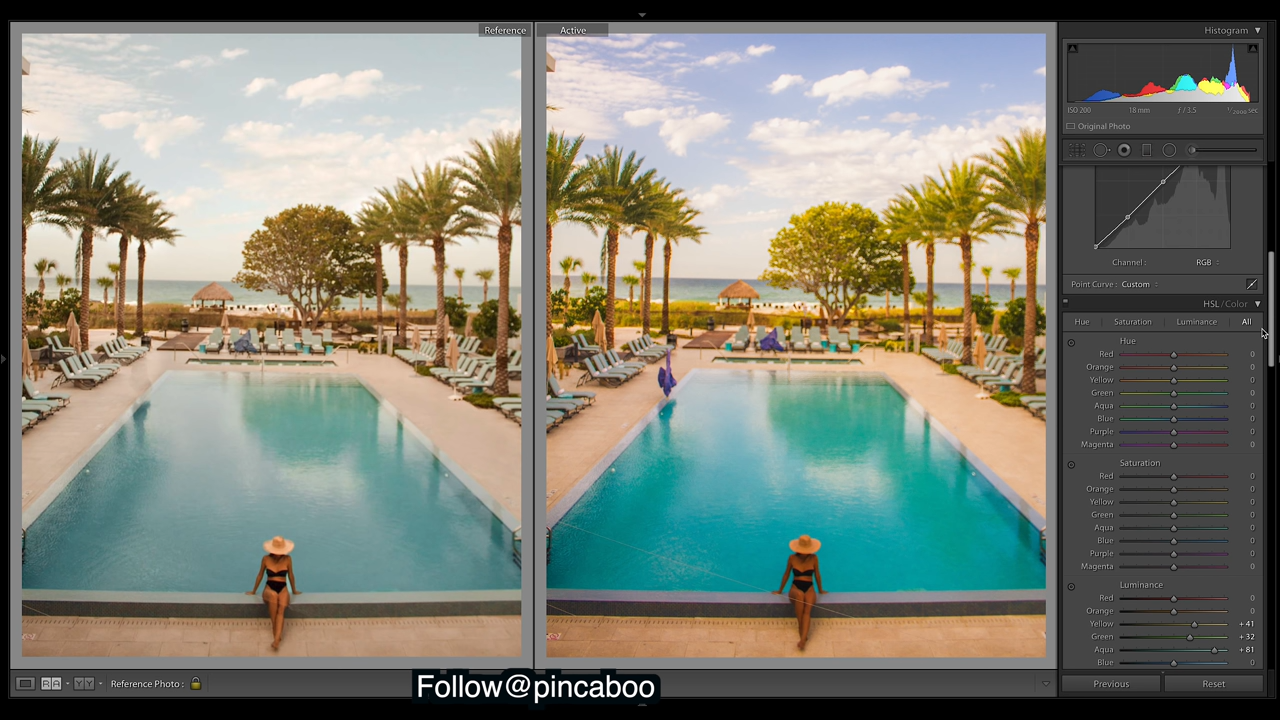 Reference
Active
Histogram
ISO 200 18 mm ƒ / 3.5 1/2000 sec
Original Photo
Channel : RGB
Point Curve : Custom
HSL / Color
Hue Saturation Luminance All
Hue
Red 0
Orange 0
Yellow 0
Green 0
Aqua 0
Blue 0
Purple 0
Magenta 0
Saturation
Red 0
Orange 0
Yellow 0
Green 0
Aqua 0
Blue 0
Purple 0
Magenta 0
Luminance
Red 0
Orange 0
Yellow + 41
Green + 32
Aqua + 81
Blue 0
R A Y Y Reference Photo :
Previous Reset
Follow@pincaboo